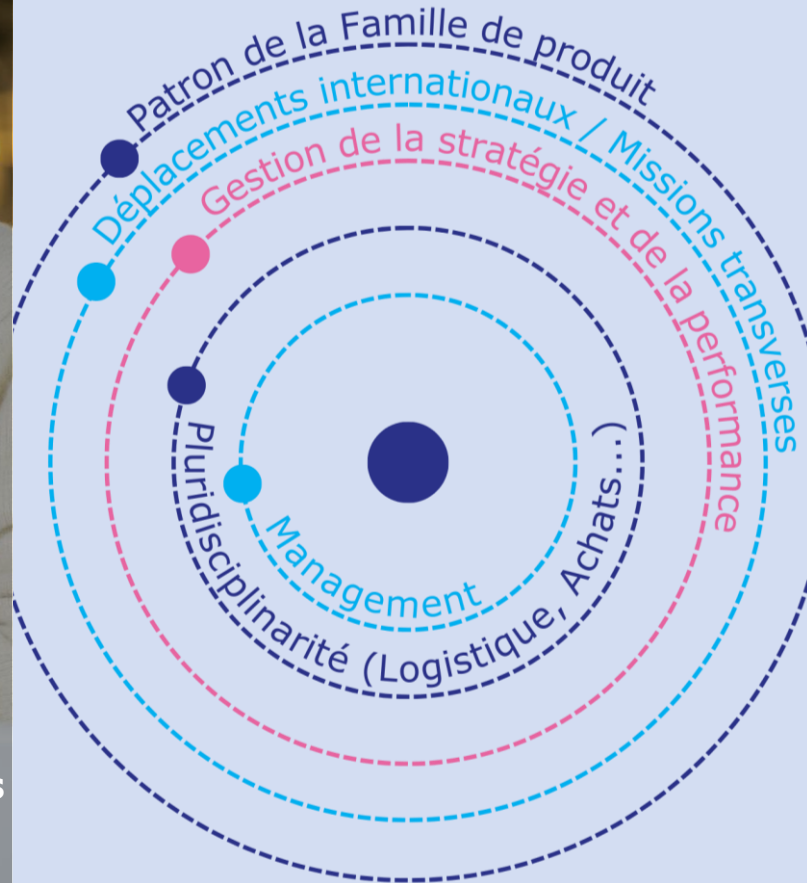 Patron de la Famille de produit
Déplacements internationaux / Missions transverses
Gestion de la stratégie et de la performance
Pluridisciplinarité (Logistique, Achats...)
Management
s